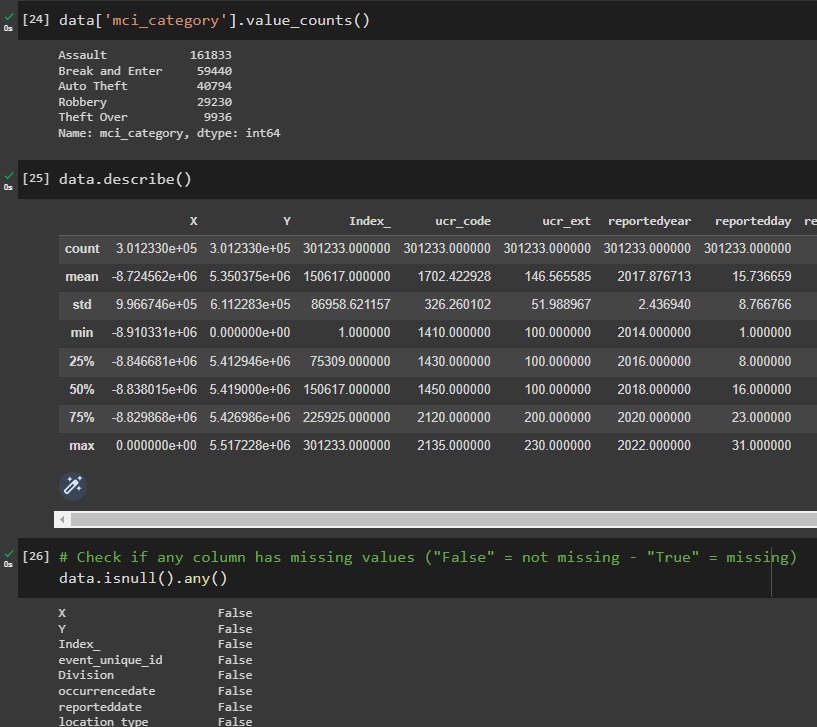 [24] data['mci_category'].value_counts()
0s
Assault 161833
Break and Enter 59440
Auto Theft 40794
Robbery 29230
Theft Over 9936
Name: mci_category, dtype: int64
[25] data.describe()
0s
X Y Index_ ucr_code ucr_ext reportedyear reportedday re
count 3.012330e+05 3.012330e+05 301233.000000 301233.000000 301233.000000 301233.000000 301233.000000
mean -8.724562e+06 5.350375e+06 150617.000000 1702.422928 146.565585 2017.876713 15.736659
std 9.966746e+05 6.112283e+05 86958.621157 326.260102 51.988967 2.436940 8.766766
min -8.910331e+06 0.000000e+00 1.000000 1410.000000 100.000000 2014.000000 1.000000
25% -8.846681e+06 5.412946e+06 75309.000000 1430.000000 100.000000 2016.000000 8.000000
50% -8.838015e+06 5.419000e+06 150617.000000 1450.000000 100.000000 2018.000000 16.000000
75% -8.829868e+06 5.426986e+06 225925.000000 2120.000000 200.000000 2020.000000 23.000000
max 0.000000e+00 5.517228e+06 301233.000000 2135.000000 230.000000 2022.000000 31.000000
[26] # Check if any column has missing values ("False" = not missing - "True" = missing)
0s data.isnull().any()
X False
Y False
Index_ False
event_unique_id False
Division False
occurrencedate False
reporteddate False
location_type False